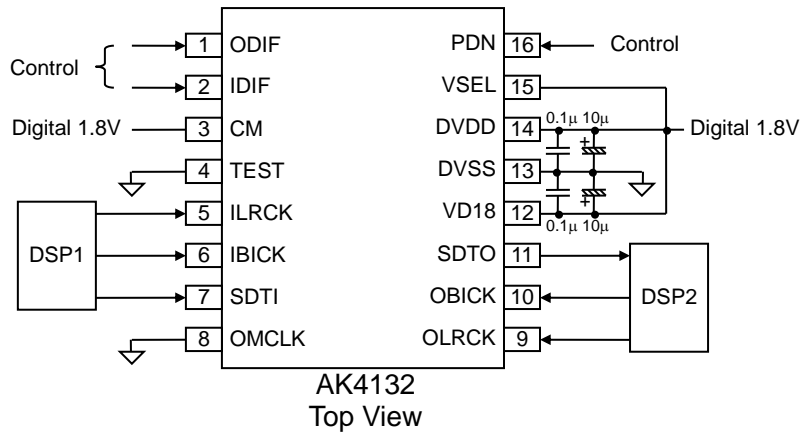 Control
Digital 1.8V
DSP1
1 ODIF
2 IDIF
3 CM
4 TEST
5 ILRCK
6 IBICK
7 SDTI
8 OMCLK
PDN 16
VSEL 15
DVDD 14
DVSS 13
VD18 12
SDTO 11
OBICK 10
OLRCK 9
Control
0.1μ 10μ
+
Digital 1.8V
+
0.1μ 10μ
DSP2
AK4132
Top View